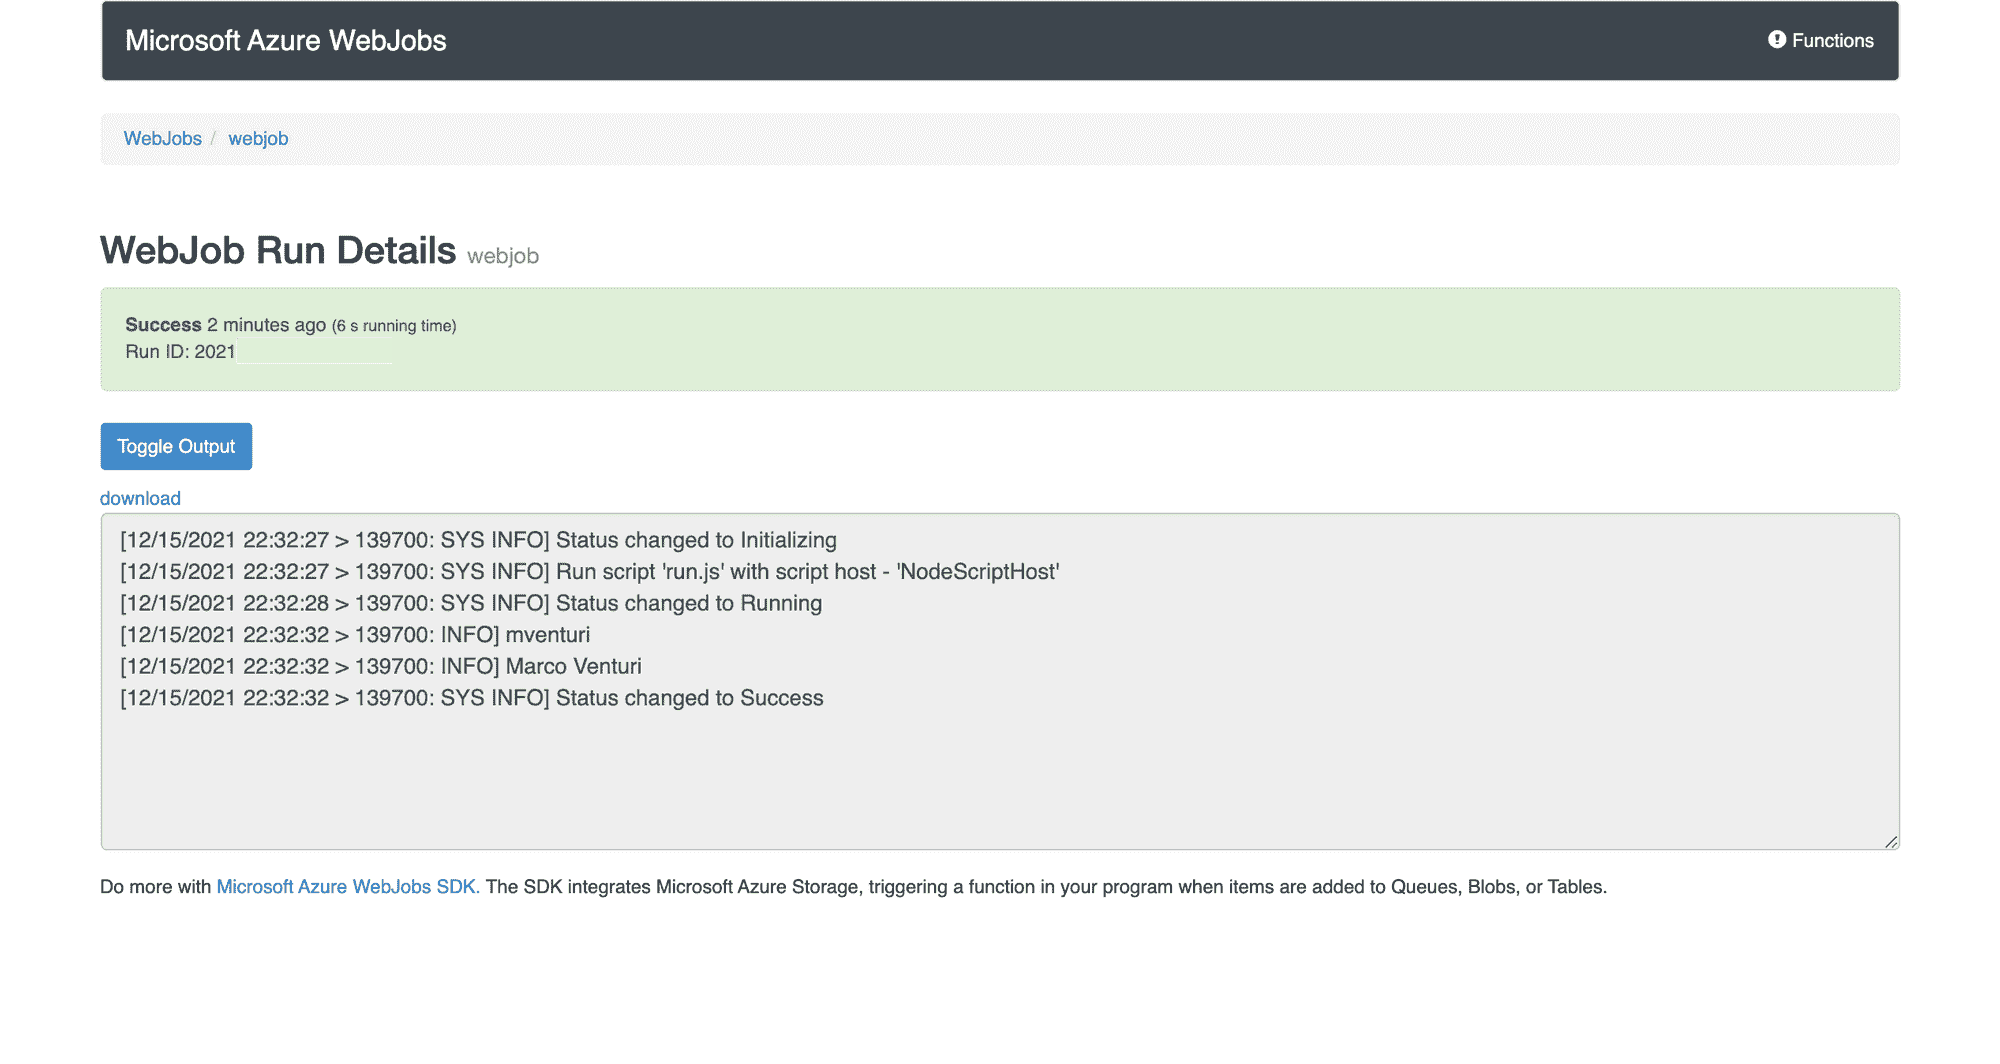 Microsoft Azure WebJobs
Functions
WebJobs / webjob
WebJob Run Details webjob
Success 2 minutes ago (6 s running time)
Run ID: 2021
Toggle Output
download
[12/15/2021 22:32:27 > 139700: SYS INFO] Status changed to Initializing
[12/15/2021 22:32:27 > 139700: SYS INFO] Run script 'run.js' with script host - 'NodeScriptHost'
[12/15/2021 22:32:28 > 139700: SYS INFO] Status changed to Running
[12/15/2021 22:32:32 > 139700: INFO] mventuri
[12/15/2021 22:32:32 > 139700: INFO] Marco Venturi
[12/15/2021 22:32:32 > 139700: SYS INFO] Status changed to Success
Do more with Microsoft Azure WebJobs SDK. The SDK integrates Microsoft Azure Storage, triggering a function in your program when items are added to Queues, Blobs, or Tables.